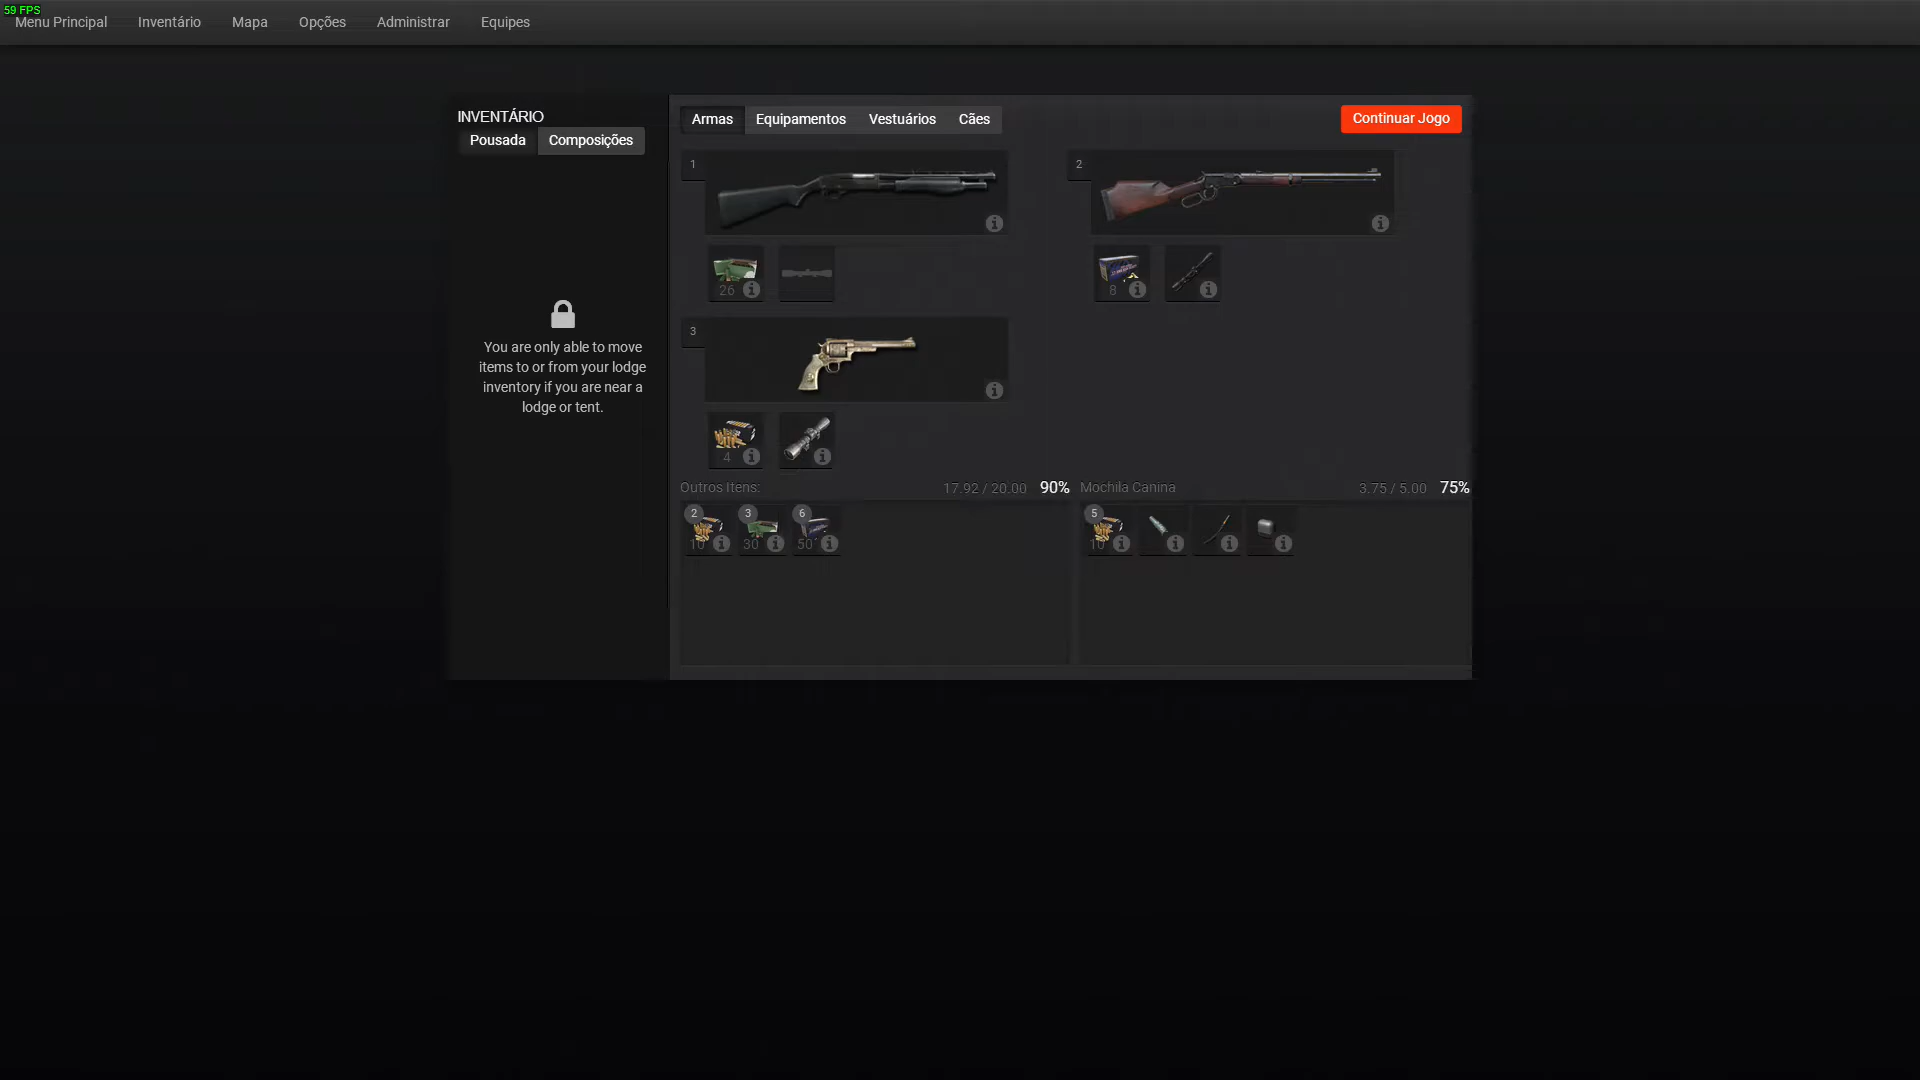 59 FPS
Menu Principal Inventário Mapa Opções Administrar Equipes
INVENTÁRIO
Pousada Composições
Armas Equipamentos Vestuários Cães
Continuar Jogo
1
2
26
8
3
4
You are only able to move
items to or from your lodge
inventory if you are near a
lodge or tent.
Outros Itens: 17.92 / 20.00 90%
Mochila Canina 3.75 / 5.00 75%
2 3 6
10 30 50
5
10